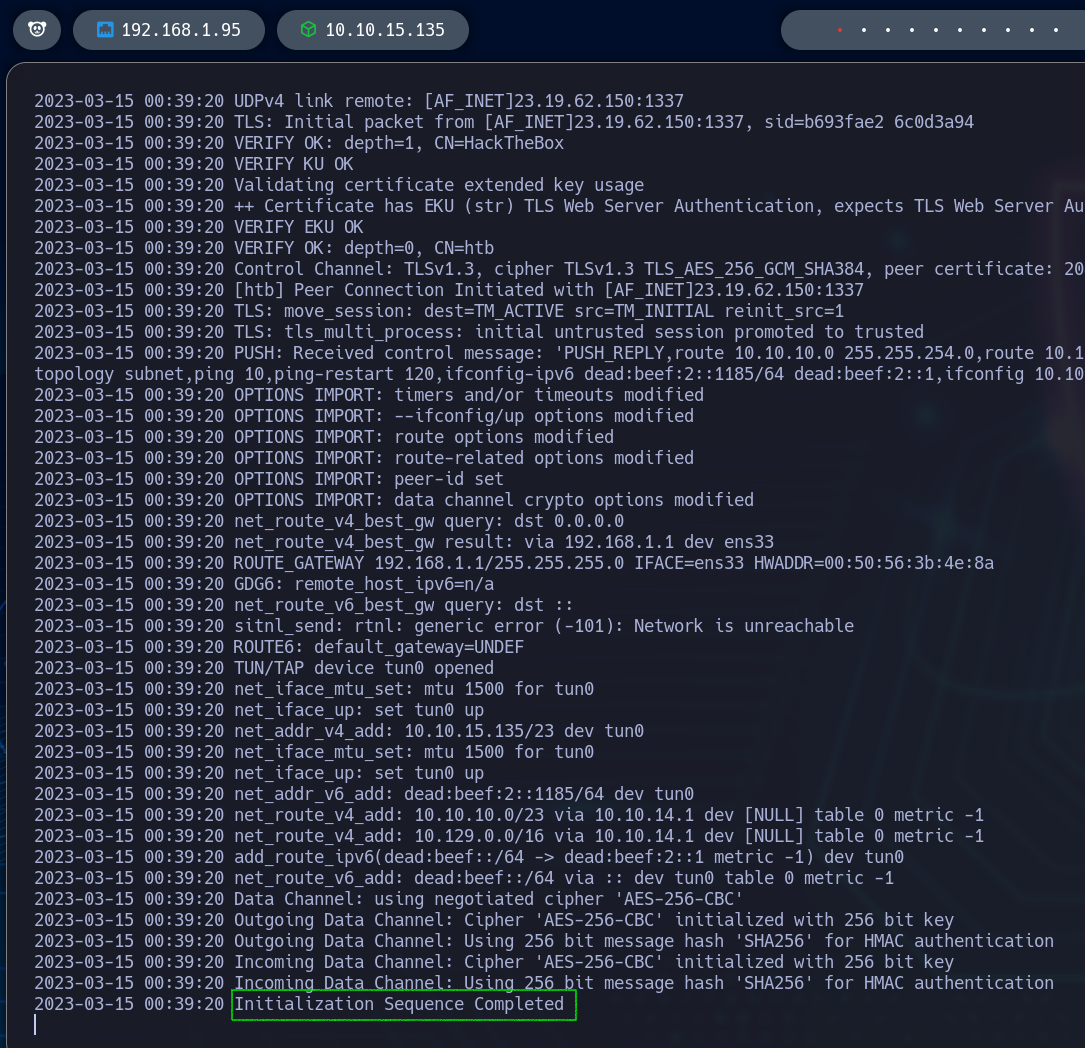 192.168.1.95
10.10.15.135
2023-03-15 00:39:20 UDPv4 link remote: [AF_INET]23.19.62.150:1337
2023-03-15 00:39:20 TLS: Initial packet from [AF_INET]23.19.62.150:1337, sid=b693fae2 6c0d3a94
2023-03-15 00:39:20 VERIFY OK: depth=1, CN=HackTheBox
2023-03-15 00:39:20 VERIFY KU OK
2023-03-15 00:39:20 Validating certificate extended key usage
2023-03-15 00:39:20 ++ Certificate has EKU (str) TLS Web Server Authentication, expects TLS Web Server Au
2023-03-15 00:39:20 VERIFY EKU OK
2023-03-15 00:39:20 VERIFY OK: depth=0, CN=htb
2023-03-15 00:39:20 Control Channel: TLSv1.3, cipher TLSv1.3 TLS_AES_256_GCM_SHA384, peer certificate: 20
2023-03-15 00:39:20 [htb] Peer Connection Initiated with [AF_INET]23.19.62.150:1337
2023-03-15 00:39:20 TLS: move_session: dest=TM_ACTIVE src=TM_INITIAL reinit_src=1
2023-03-15 00:39:20 TLS: tls_multi_process: initial untrusted session promoted to trusted
2023-03-15 00:39:20 PUSH: Received control message: 'PUSH_REPLY,route 10.10.10.0 255.255.254.0,route 10.1
topology subnet,ping 10,ping-restart 120,ifconfig-ipv6 dead:beef:2::1185/64 dead:beef:2::1,ifconfig 10.10
2023-03-15 00:39:20 OPTIONS IMPORT: timers and/or timeouts modified
2023-03-15 00:39:20 OPTIONS IMPORT: --ifconfig/up options modified
2023-03-15 00:39:20 OPTIONS IMPORT: route options modified
2023-03-15 00:39:20 OPTIONS IMPORT: route-related options modified
2023-03-15 00:39:20 OPTIONS IMPORT: peer-id set
2023-03-15 00:39:20 OPTIONS IMPORT: data channel crypto options modified
2023-03-15 00:39:20 net_route_v4_best_gw query: dst 0.0.0.0
2023-03-15 00:39:20 net_route_v4_best_gw result: via 192.168.1.1 dev ens33
2023-03-15 00:39:20 ROUTE_GATEWAY 192.168.1.1/255.255.255.0 IFACE=ens33 HWADDR=00:50:56:3b:4e:8a
2023-03-15 00:39:20 GDG6: remote_host_ipv6=n/a
2023-03-15 00:39:20 net_route_v6_best_gw query: dst ::
2023-03-15 00:39:20 sitnl_send: rtnl: generic error (-101): Network is unreachable
2023-03-15 00:39:20 ROUTE6: default_gateway=UNDEF
2023-03-15 00:39:20 TUN/TAP device tun0 opened
2023-03-15 00:39:20 net_iface_mtu_set: mtu 1500 for tun0
2023-03-15 00:39:20 net_iface_up: set tun0 up
2023-03-15 00:39:20 net_addr_v4_add: 10.10.15.135/23 dev tun0
2023-03-15 00:39:20 net_iface_mtu_set: mtu 1500 for tun0
2023-03-15 00:39:20 net_iface_up: set tun0 up
2023-03-15 00:39:20 net_addr_v6_add: dead:beef:2::1185/64 dev tun0
2023-03-15 00:39:20 net_route_v4_add: 10.10.10.0/23 via 10.10.14.1 dev [NULL] table 0 metric -1
2023-03-15 00:39:20 net_route_v4_add: 10.129.0.0/16 via 10.10.14.1 dev [NULL] table 0 metric -1
2023-03-15 00:39:20 add_route_ipv6(dead:beef::/64 -> dead:beef:2::1 metric -1) dev tun0
2023-03-15 00:39:20 net_route_v6_add: dead:beef::/64 via :: dev tun0 table 0 metric -1
2023-03-15 00:39:20 Data Channel: using negotiated cipher 'AES-256-CBC'
2023-03-15 00:39:20 Outgoing Data Channel: Cipher 'AES-256-CBC' initialized with 256 bit key
2023-03-15 00:39:20 Outgoing Data Channel: Using 256 bit message hash 'SHA256' for HMAC authentication
2023-03-15 00:39:20 Incoming Data Channel: Cipher 'AES-256-CBC' initialized with 256 bit key
2023-03-15 00:39:20 Incoming Data Channel: Using 256 bit message hash 'SHA256' for HMAC authentication
2023-03-15 00:39:20 Initialization Sequence Completed